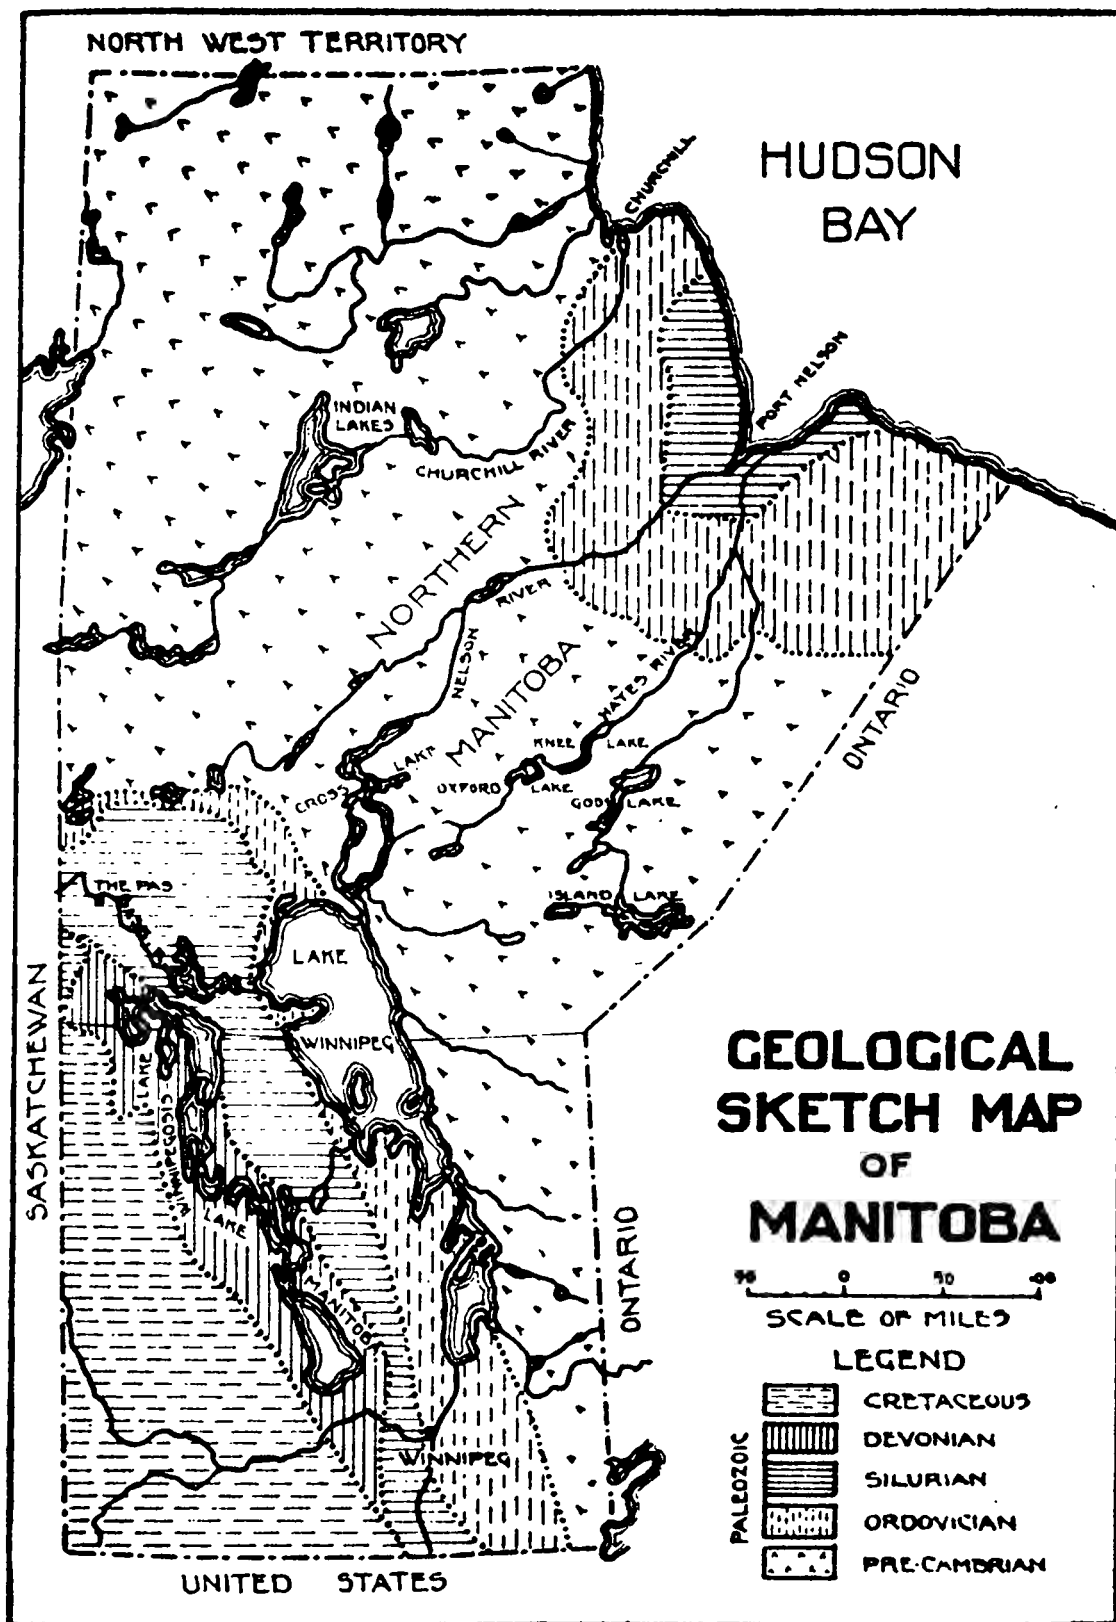 NORTH WEST TERRITORY
HUDSON
BAY
CHURCHILL
PORT NELSON
INDIAN
LAKES
CHURCHILL RIVER
NORTHERN
MANITOBA
NELSON
RIVER
HAYES RIVER
KNEE LAKE
OXFORD LAKE
GODS LAKE
CROSS LAKE
ISLAND LAKE
ONTARIO
THE PAS
LAKE
WINNIPEG
SASKATCHEWAN
LAKE
WINNIPEGOSIS
LAKE
MANITOBA
WINNIPEG
ONTARIO
UNITED STATES
GEOLOGICAL
SKETCH MAP
OF
MANITOBA
0 50
SCALE OF MILES
LEGEND
CRETACEOUS
PALEOZOIC
DEVONIAN
SILURIAN
ORDOVICIAN
PRE-CAMBRIAN